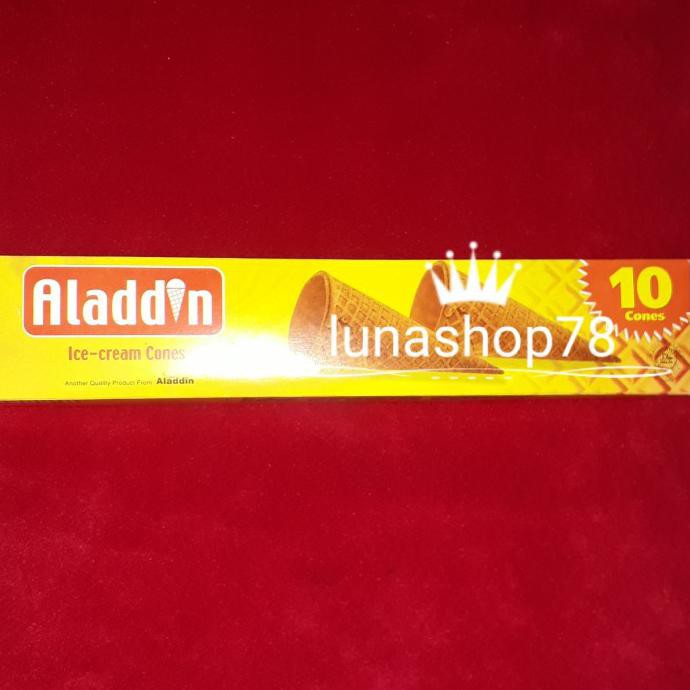 Aladdin
Ice-cream Cones
Another Quality Product From Aladdin
lunashop78
10
Cones